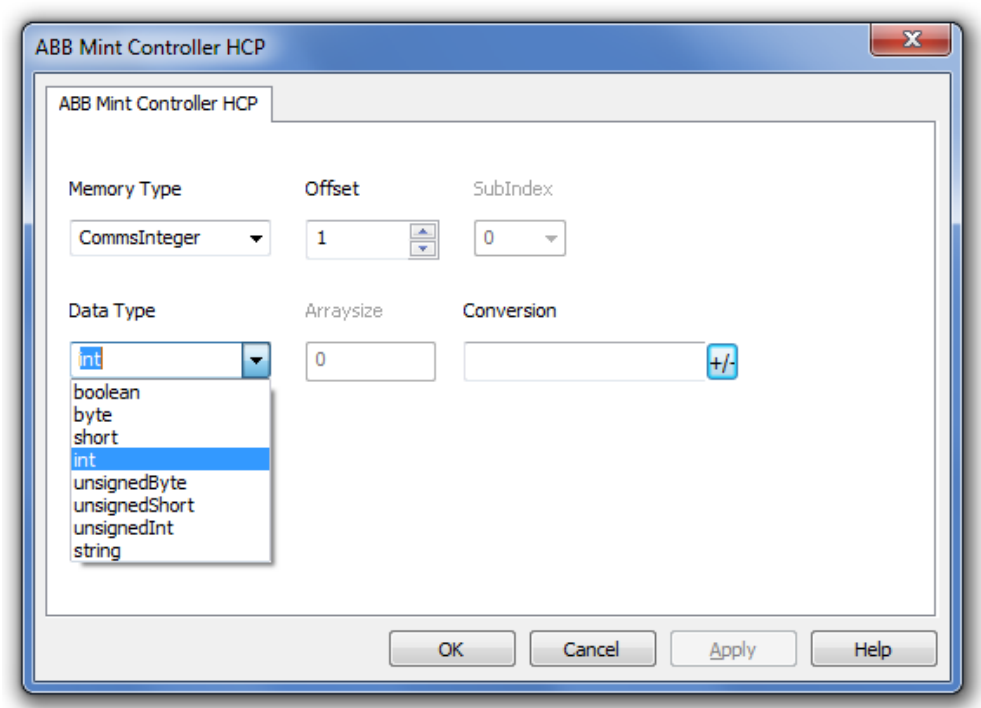 ABB Mint Controller HCP
ABB Mint Controller HCP
Memory Type Offset SubIndex
CommsInteger 1 0
Data Type Arraysize Conversion
int 0 +/-
boolean
byte
short
int
unsignedByte
unsignedShort
unsignedInt
string
OK Cancel Apply Help